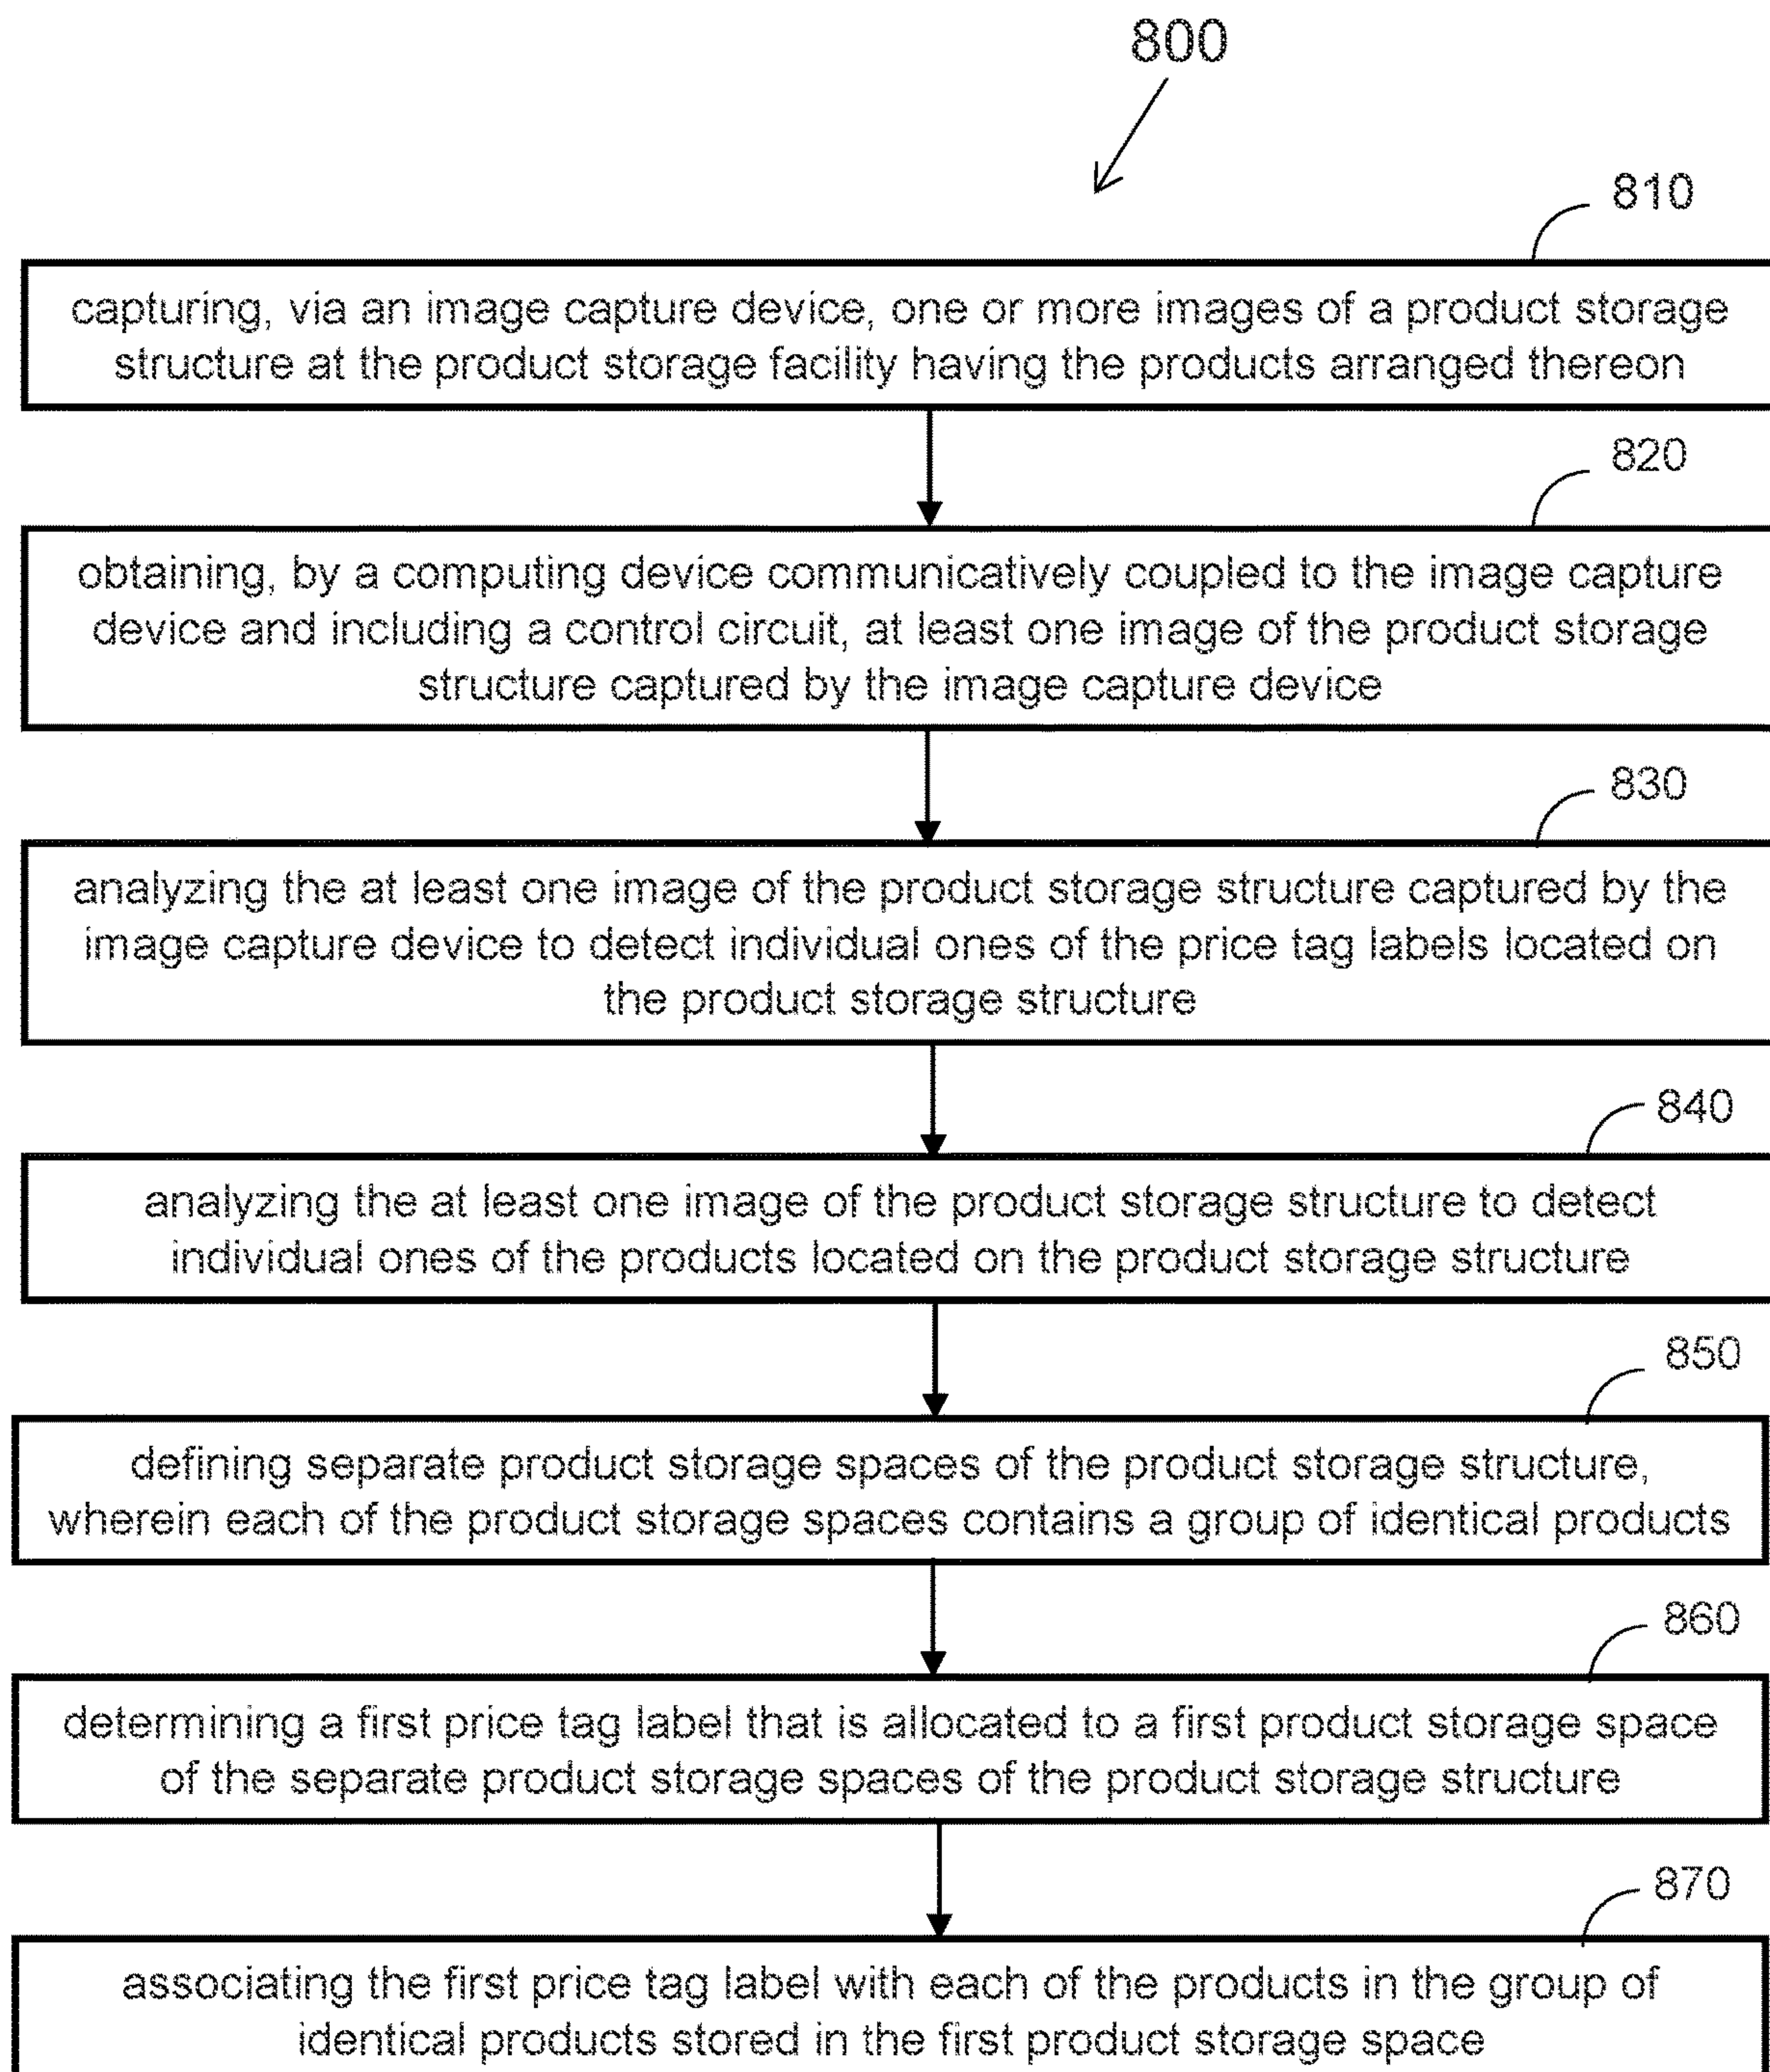 800
810
capturing, via an image capture device, one or more images of a product storage
structure at the product storage facility having the products arranged thereon
820
obtaining, by a computing device communicatively coupled to the image capture
device and including a control circuit, at least one image of the product storage
structure captured by the image capture device
830
analyzing the at least one image of the product storage structure captured by the
image capture device to detect individual ones of the price tag labels located on
the product storage structure
840
analyzing the at least one image of the product storage structure to detect
individual ones of the products located on the product storage structure
850
defining separate product storage spaces of the product storage structure,
wherein each of the product storage spaces contains a group of identical products
860
determining a first price tag label that is allocated to a first product storage space
of the separate product storage spaces of the product storage structure
870
associating the first price tag label with each of the products in the group of
identical products stored in the first product storage space